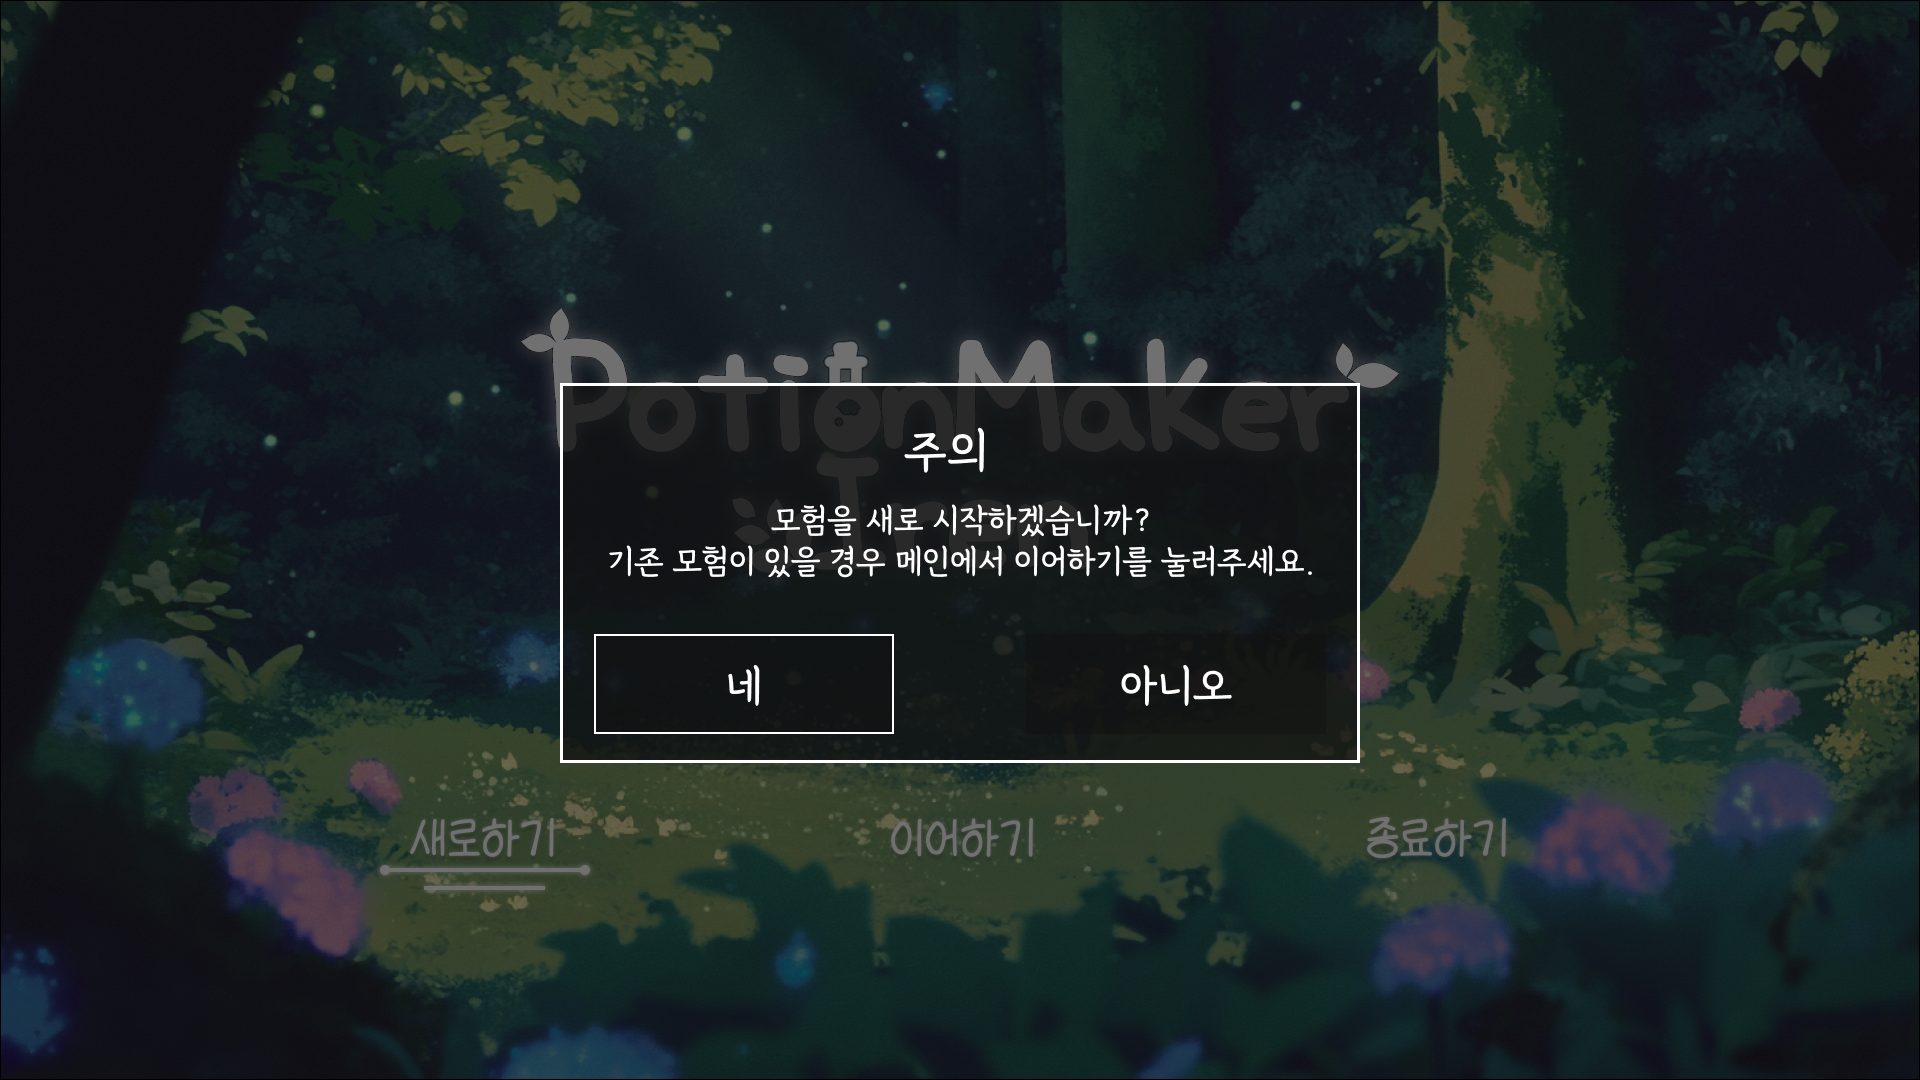 PotionMaker
Iren
주의
모험을 새로 시작하겠습니까?
기존 모험이 있을 경우 메인에서 이어하기를 눌러주세요.
네
아니오
새로하기
이어하기
종료하기